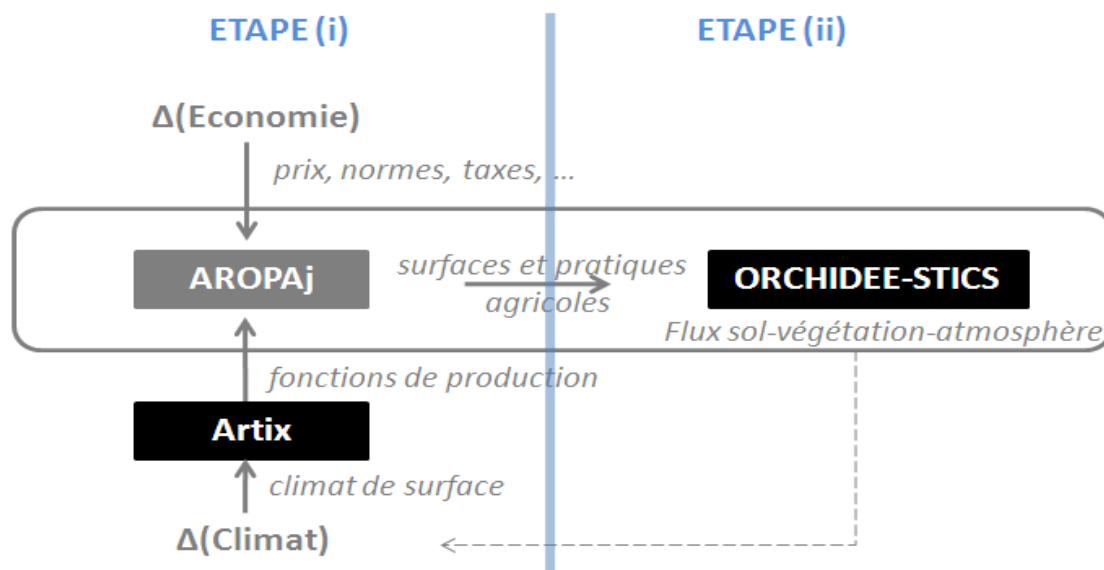 ETAPE (i)
ETAPE (ii)
Δ(Economie)
prix, normes, taxes, ...
AROPAj
surfaces et pratiques
agricoles
ORCHIDEE-STICS
Flux sol-végétation-atmosphère
fonctions de production
Artix
climat de surface
Δ(Climat)